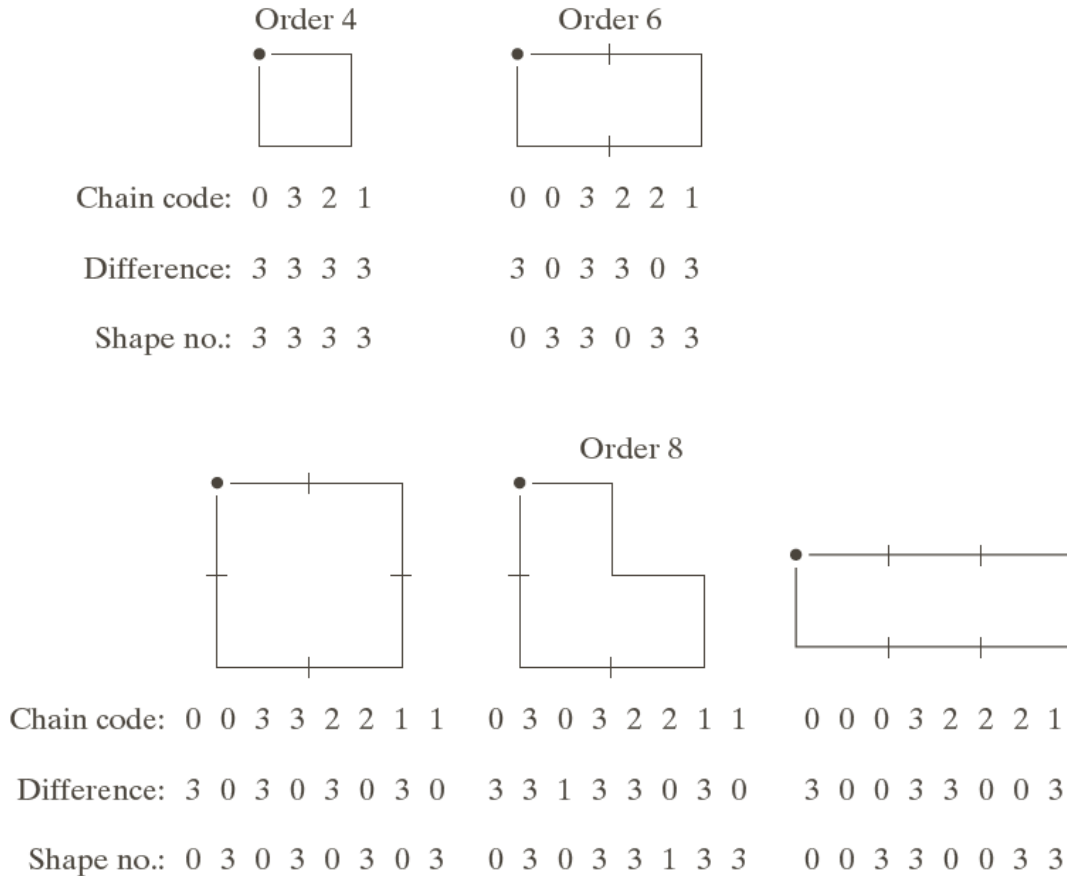 Order 4 Order 6
Chain code: 0 3 2 1 0 0 3 2 2 1
Difference: 3 3 3 3 3 0 3 3 0 3
Shape no.: 3 3 3 3 0 3 3 0 3 3
Order 8
Chain code: 0 0 3 3 2 2 1 1 0 3 0 3 2 2 1 1 0 0 0 3 2 2 2 1
Difference: 3 0 3 0 3 0 3 0 3 3 1 3 3 0 3 0 3 0 0 3 3 0 0 3
Shape no.: 0 3 0 3 0 3 0 3 0 3 0 3 3 1 3 3 0 0 3 3 0 0 3 3